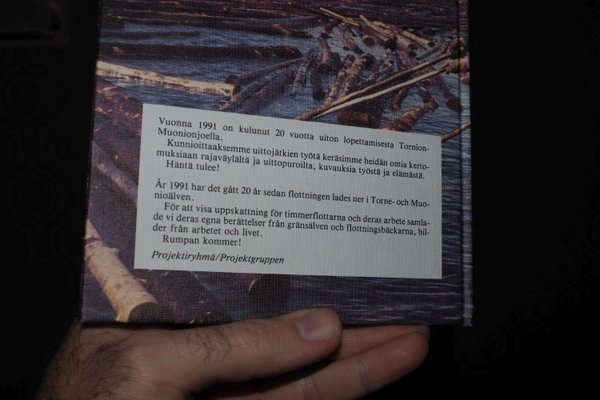 Vuonna 1991 on kulunut 20 vuotta uiton lopettamisesta Tornion-
Muonionjoella.
Kunnioittaaksemme uittojätkien työtä keräsimme heidän omia kerto-
muksiaan rajaväylältä ja uittopuroilta, kuvauksia työstä ja elämästä.
Häntä tulee!
År 1991 har det gått 20 år sedan flottningen lades ner i Torne- och Muo-
nioälven.
För att visa uppskattning för timmerflottarna och deras arbete samla-
de vi deras egna berättelser från gränsälven och flottningsbäckarna, bil-
der från arbetet och livet.
Rumpan kommer!
Projektiryhmä/Projektgruppen